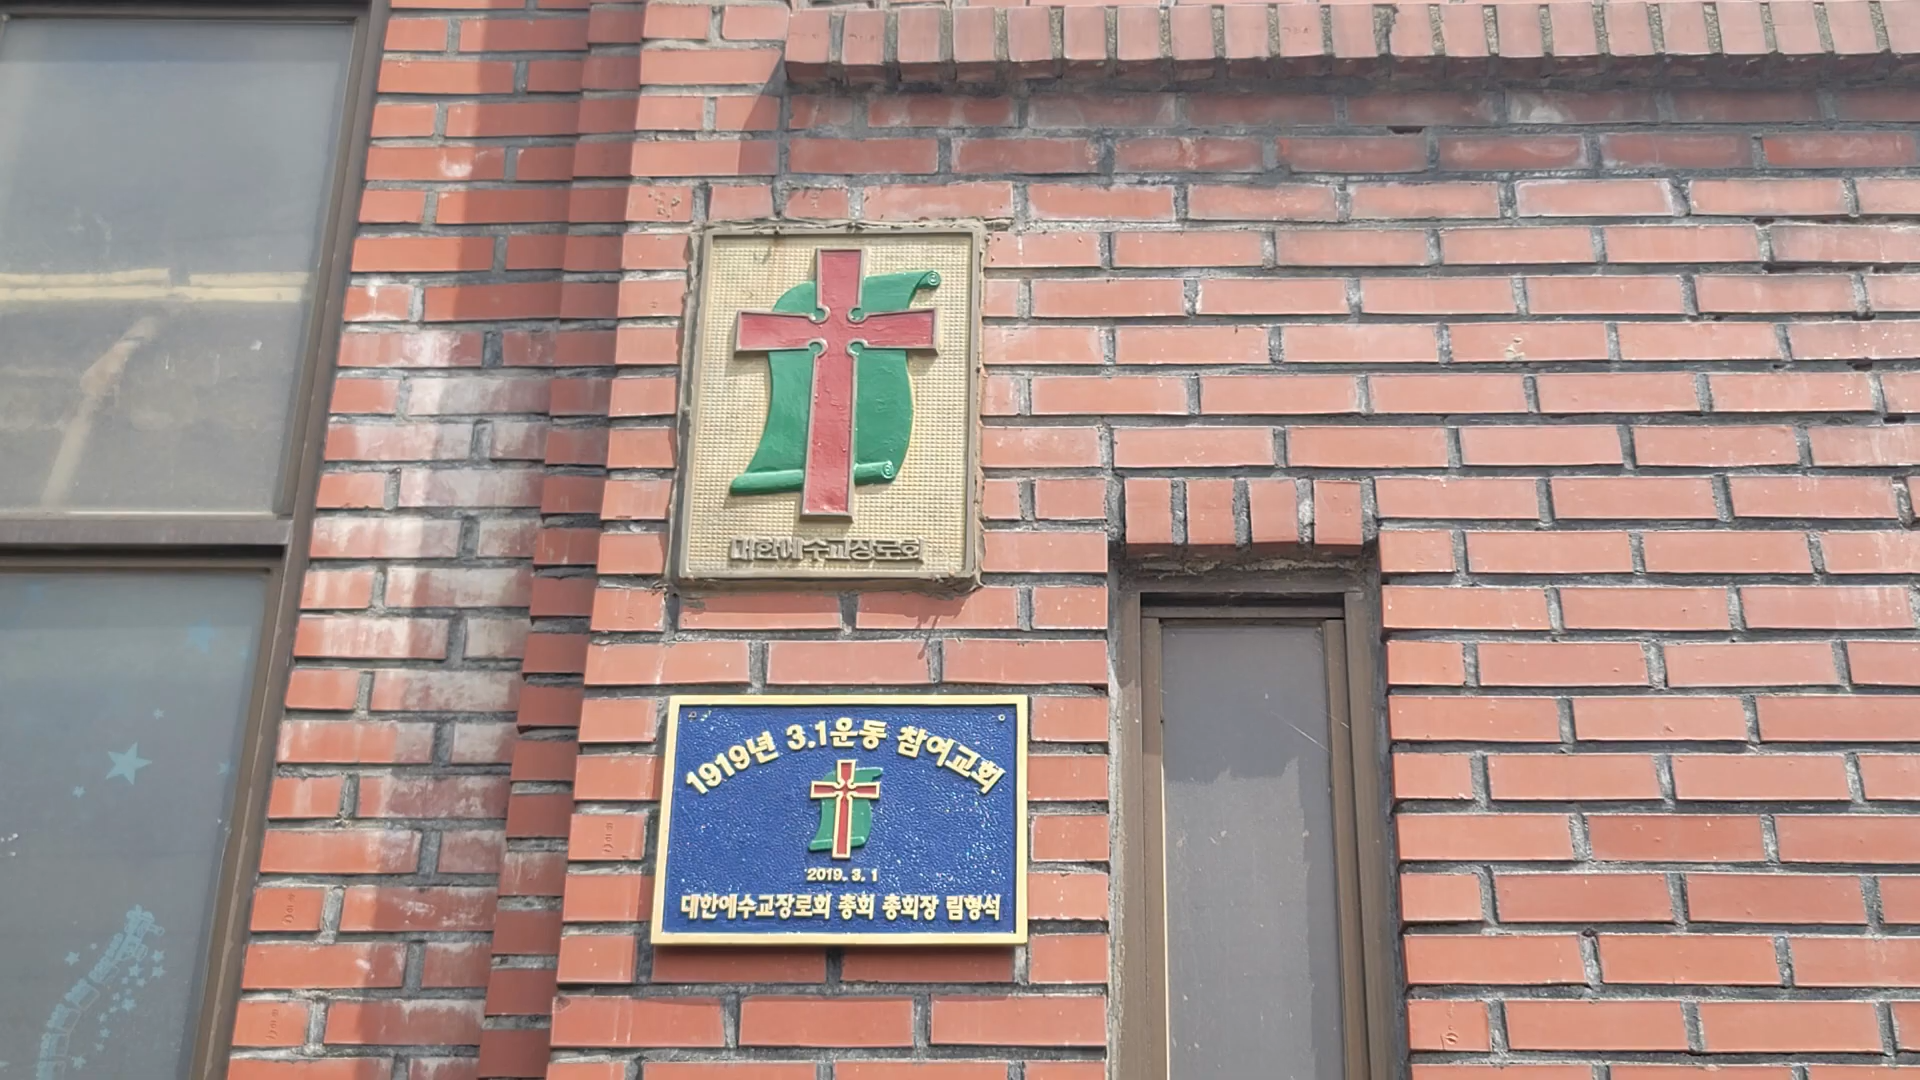 대한예수교장로회
1919년 3.1운동 참여교회
2019. 3. 1
대한예수교장로회 총회 총회장 림형석